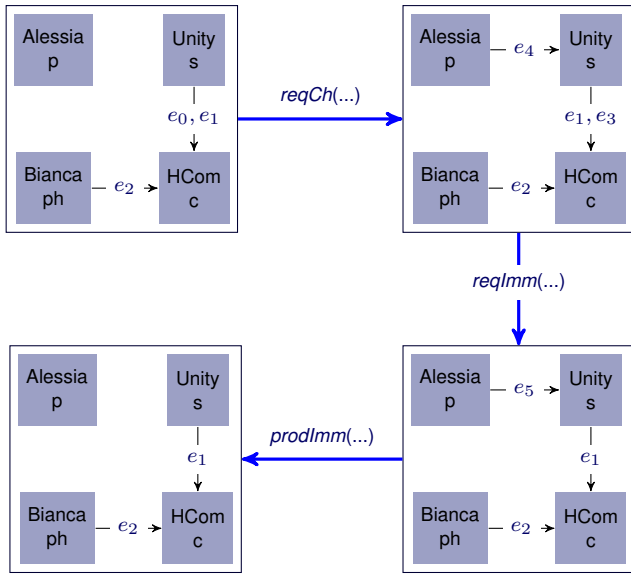 Alessia
p
Unity
s
e0, e1
Bianca
ph
e2
HCom
c
reqCh(...)
Alessia
p
e4
Unity
s
e1, e3
Bianca
ph
e2
HCom
c
reqImm(...)
Alessia
p
Unity
s
e1
Bianca
ph
e2
HCom
c
prodImm(...)
Alessia
p
e5
Unity
s
e1
Bianca
ph
e2
HCom
c